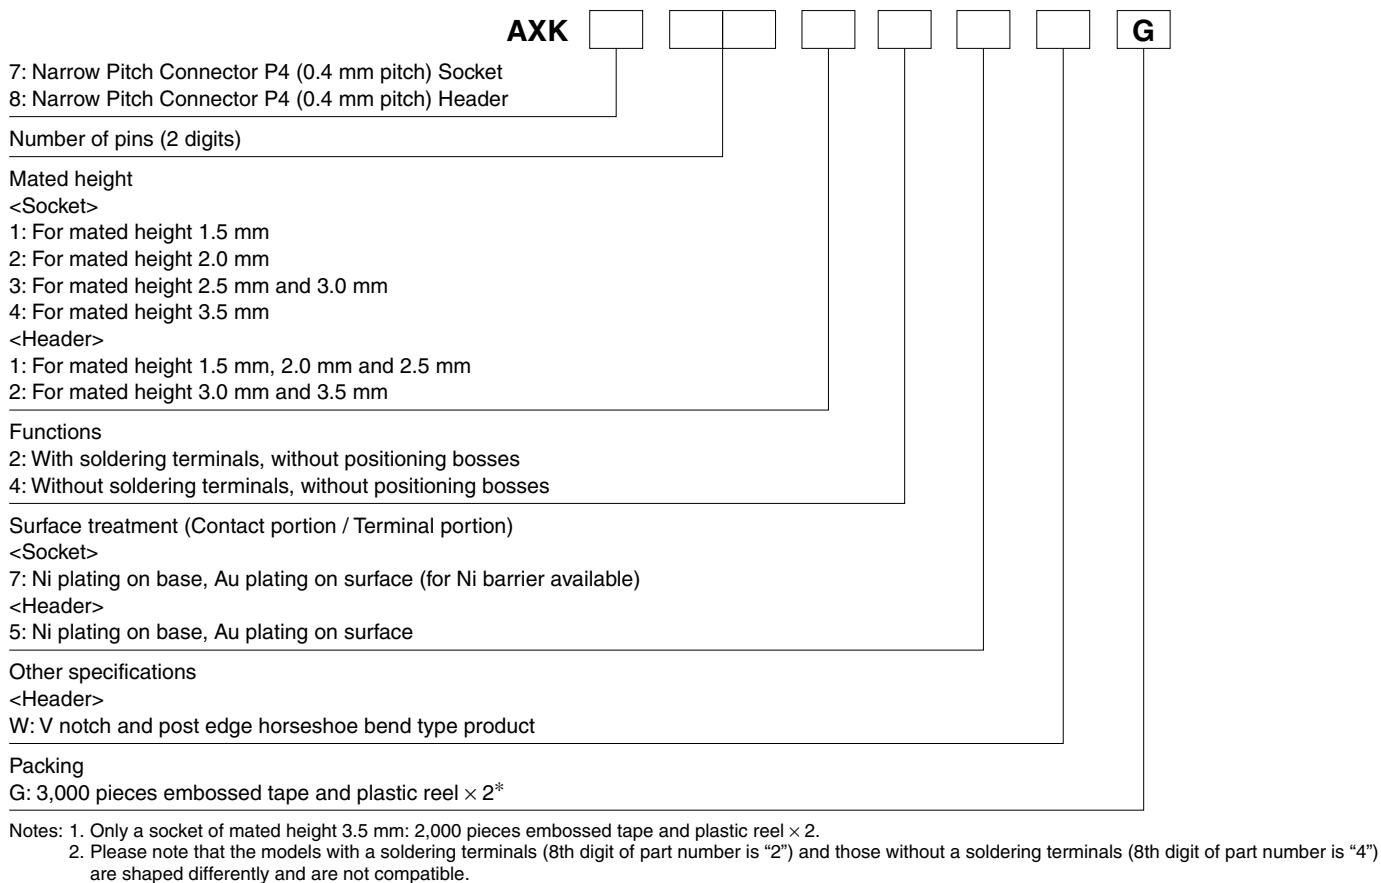 AXK G
7: Narrow Pitch Connector P4 (0.4 mm pitch) Socket
8: Narrow Pitch Connector P4 (0.4 mm pitch) Header
Number of pins (2 digits)
Mated height
<Socket>
1: For mated height 1.5 mm
2: For mated height 2.0 mm
3: For mated height 2.5 mm and 3.0 mm
4: For mated height 3.5 mm
<Header>
1: For mated height 1.5 mm, 2.0 mm and 2.5 mm
2: For mated height 3.0 mm and 3.5 mm
Functions
2: With soldering terminals, without positioning bosses
4: Without soldering terminals, without positioning bosses
Surface treatment (Contact portion / Terminal portion)
<Socket>
7: Ni plating on base, Au plating on surface (for Ni barrier available)
<Header>
5: Ni plating on base, Au plating on surface
Other specifications
<Header>
W: V notch and post edge horseshoe bend type product
Packing
G: 3,000 pieces embossed tape and plastic reel × 2*
Notes: 1. Only a socket of mated height 3.5 mm: 2,000 pieces embossed tape and plastic reel × 2.
2. Please note that the models with a soldering terminals (8th digit of part number is “2”) and those without a soldering terminals (8th digit of part number is “4”)
are shaped differently and are not compatible.